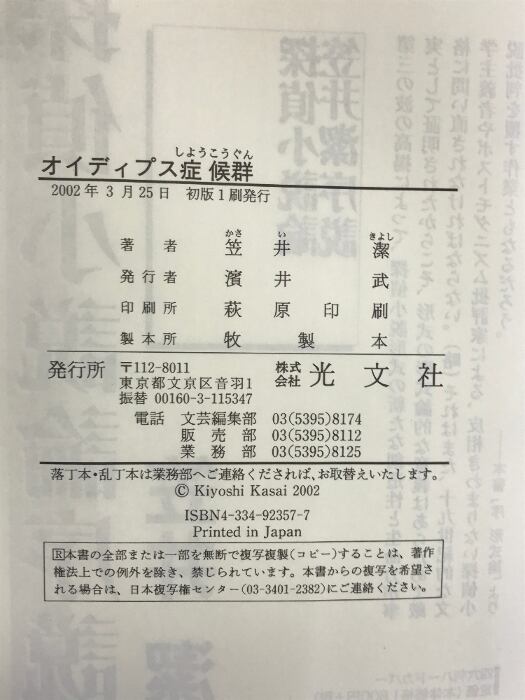 しようこうぐん
オイディプス症候群
2002年3月25日 初版1刷発行
かさ い きよし
著者 笠井 潔
発行者 濱井 武
印刷所 萩原印刷
製本所 牧製本
発行所 〒112-8011 株式会社 光文社
東京都文京区音羽1
振替 00160-3-115347
電話 文芸編集部 03(5395)8174
販売部 03(5395)8112
業務部 03(5395)8125
落丁本・乱丁本は業務部へご連絡くだされば、お取替えいたします。
© Kiyoshi Kasai 2002
ISBN4-334-92357-7
Printed in Japan
R本書の全部または一部を無断で複写複製(コピー)することは、著作
権法上での例外を除き、禁じられています。本書からの複写を希望さ
れる場合は、日本複写権センター(03-3401-2382)にご連絡ください。